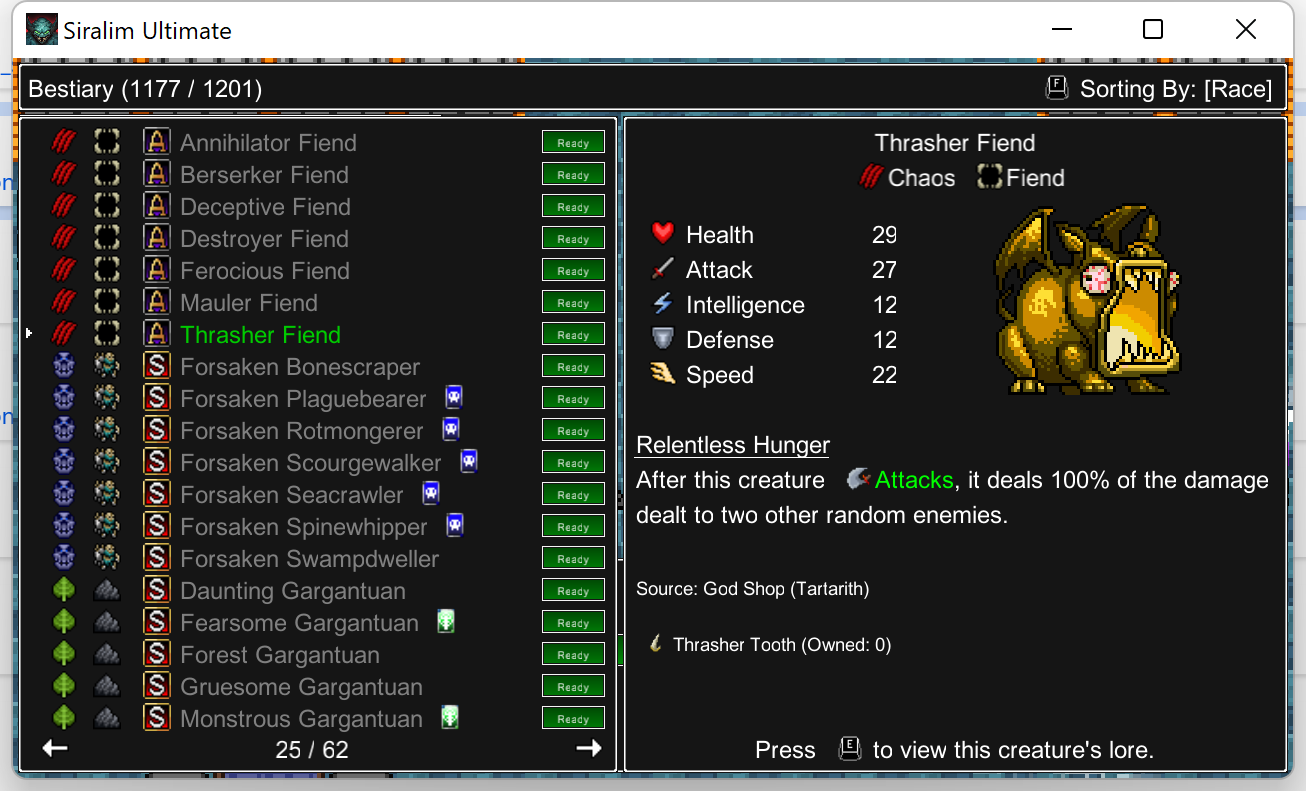 Siralim Ultimate
Bestiary (1177 / 1201)
F Sorting By: [Race]
A Annihilator Fiend Ready
A Berserker Fiend Ready
A Deceptive Fiend Ready
A Destroyer Fiend Ready
A Ferocious Fiend Ready
A Mauler Fiend Ready
A Thrasher Fiend Ready
S Forsaken Bonescraper Ready
S Forsaken Plaguebearer Ready
S Forsaken Rotmongerer Ready
S Forsaken Scourgewalker Ready
S Forsaken Seacrawler Ready
S Forsaken Spinewhipper Ready
S Forsaken Swampdweller Ready
S Daunting Gargantuan Ready
S Fearsome Gargantuan Ready
S Forest Gargantuan Ready
S Gruesome Gargantuan Ready
S Monstrous Gargantuan Ready
25 / 62
Thrasher Fiend
Chaos Fiend
Health 29
Attack 27
Intelligence 12
Defense 12
Speed 22
Relentless Hunger
After this creature Attacks, it deals 100% of the damage
dealt to two other random enemies.
Source: God Shop (Tartarith)
Thrasher Tooth (Owned: 0)
Press E to view this creature's lore.